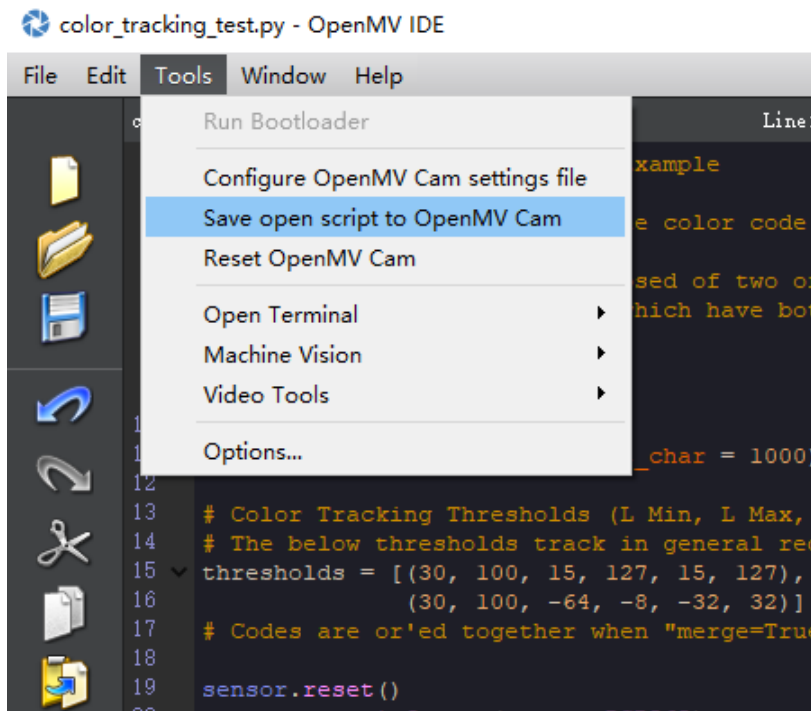 color_tracking_test.py - OpenMV IDE
File Edit Tools Window Help
Run Bootloader
Configure OpenMV Cam settings file
Save open script to OpenMV Cam
Reset OpenMV Cam
Open Terminal
Machine Vision
Video Tools
Options...
Line:
xample
e color code
sed of two o
hich have bo
_char = 1000)
12
13 # Color Tracking Thresholds (L Min, L Max,
14 # The below thresholds track in general re
15 thresholds = [(30, 100, 15, 127, 15, 127),
16 (30, 100, -64, -8, -32, 32)]
17 # Codes are or'ed together when "merge=True
18
19 sensor.reset()